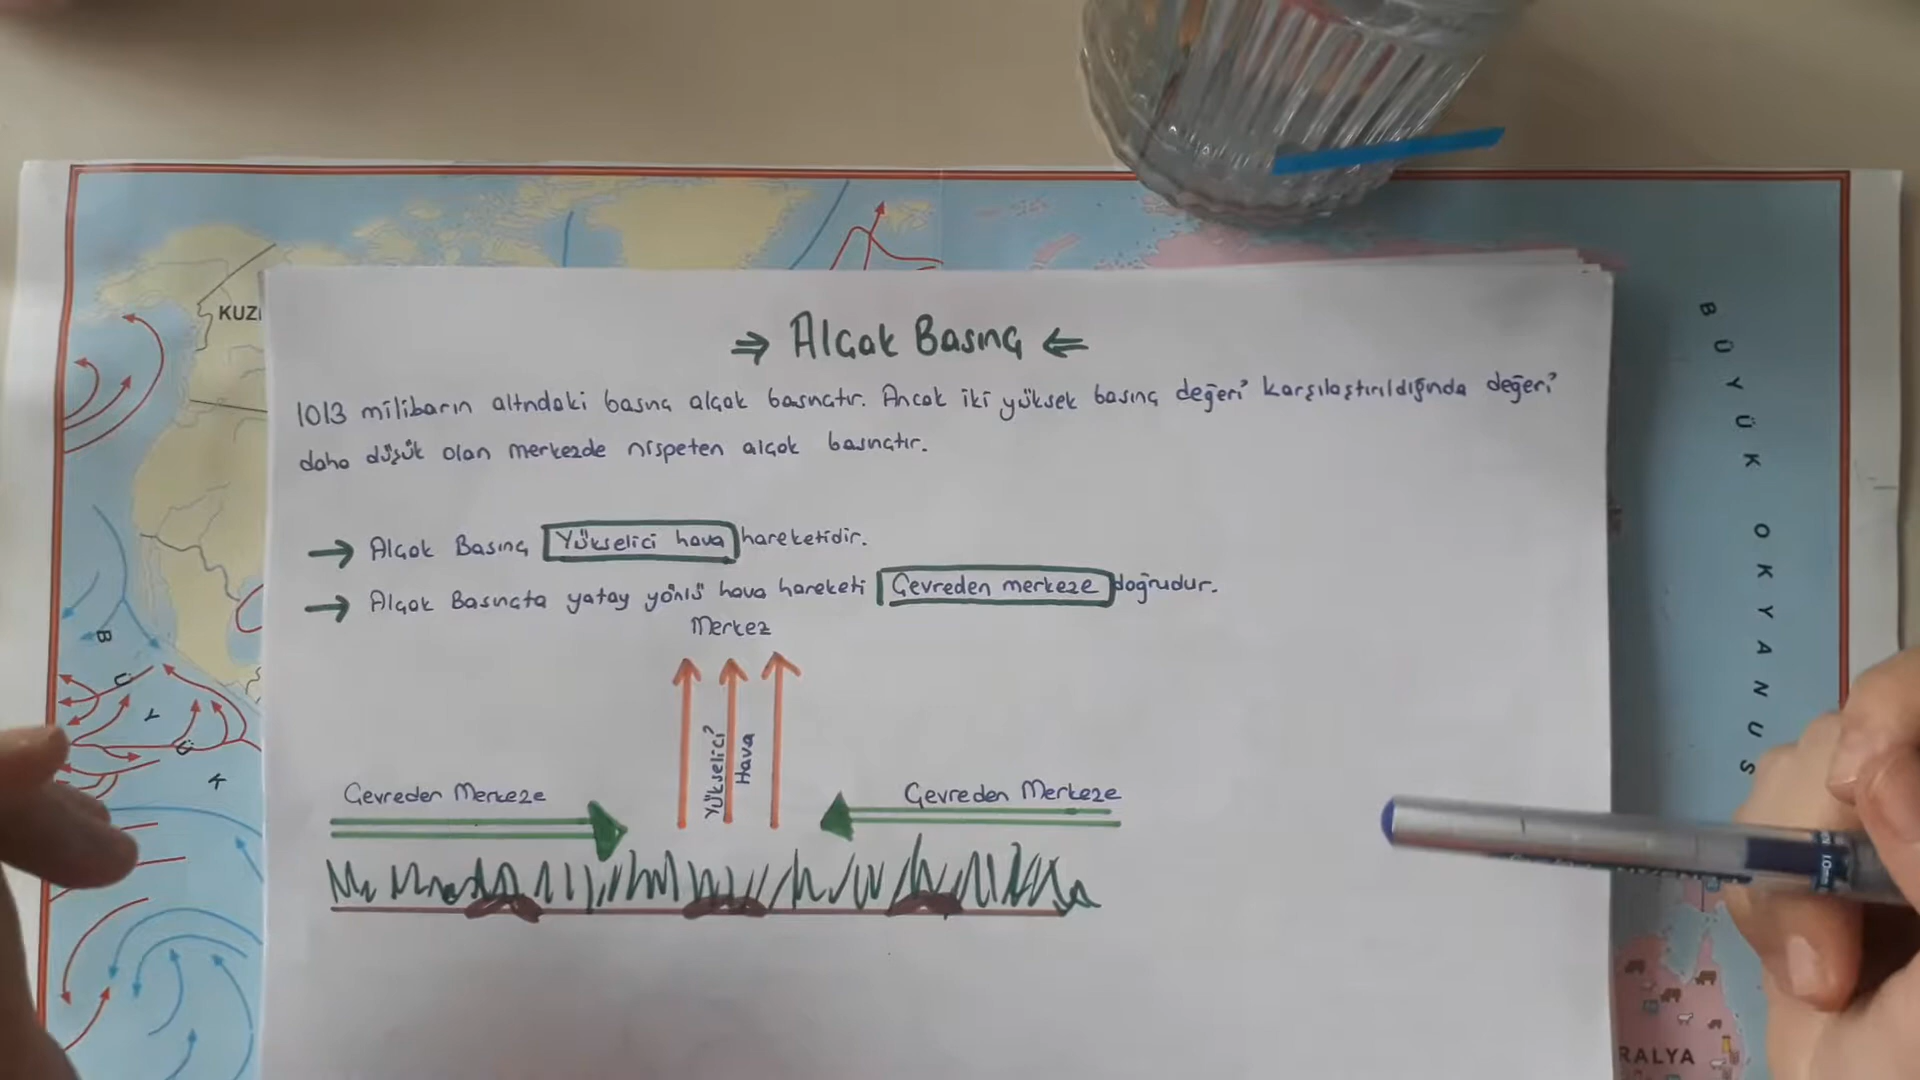 KUZ
⇒ Alçak Basınç ⇐
1013 milibarın altındaki basınç alçak basınçtır. Ancak iki yüksek basınç değeri karşılaştırıldığında değeri
daha düşük olan merkezde nispeten alçak basınçtır.
→ Alçak Basınç Yükselici hava hareketidir.
→ Alçak Basınçta yatay yönlü hava hareketi Çevreden merkeze doğrudur.
Merkez
Yükselici
Hava
Çevreden Merkeze
Çevreden Merkeze
BÜYÜK
BÜYÜK OKYANUS
RALYA